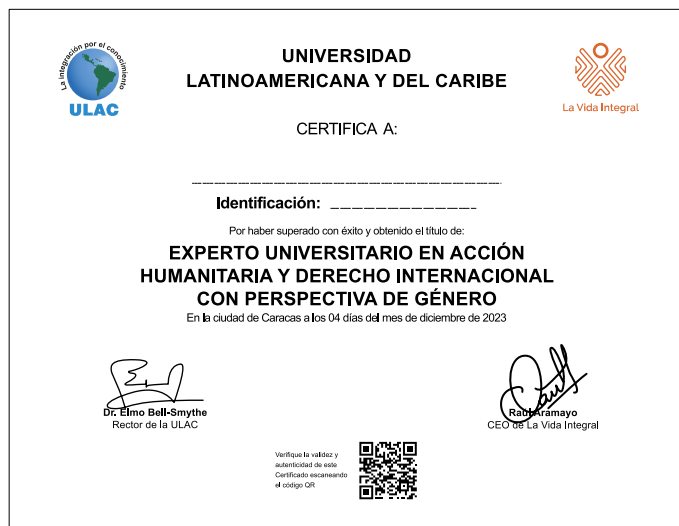 La integración por el conocimiento
ULAC
UNIVERSIDAD
LATINOAMERICANA Y DEL CARIBE
La Vida Integral
CERTIFICA A:
Identificación:
Por haber superado con éxito y obtenido el título de:
EXPERTO UNIVERSITARIO EN ACCIÓN
HUMANITARIA Y DERECHO INTERNACIONAL
CON PERSPECTIVA DE GÉNERO
En la ciudad de Caracas a los 04 días del mes de diciembre de 2023
Dr. Elmo Bell-Smythe
Rector de la ULAC
Raúl Aramayo
CEO de La Vida Integral
Verifique la validez y
autenticidad de este
Certificado escaneando
el código QR